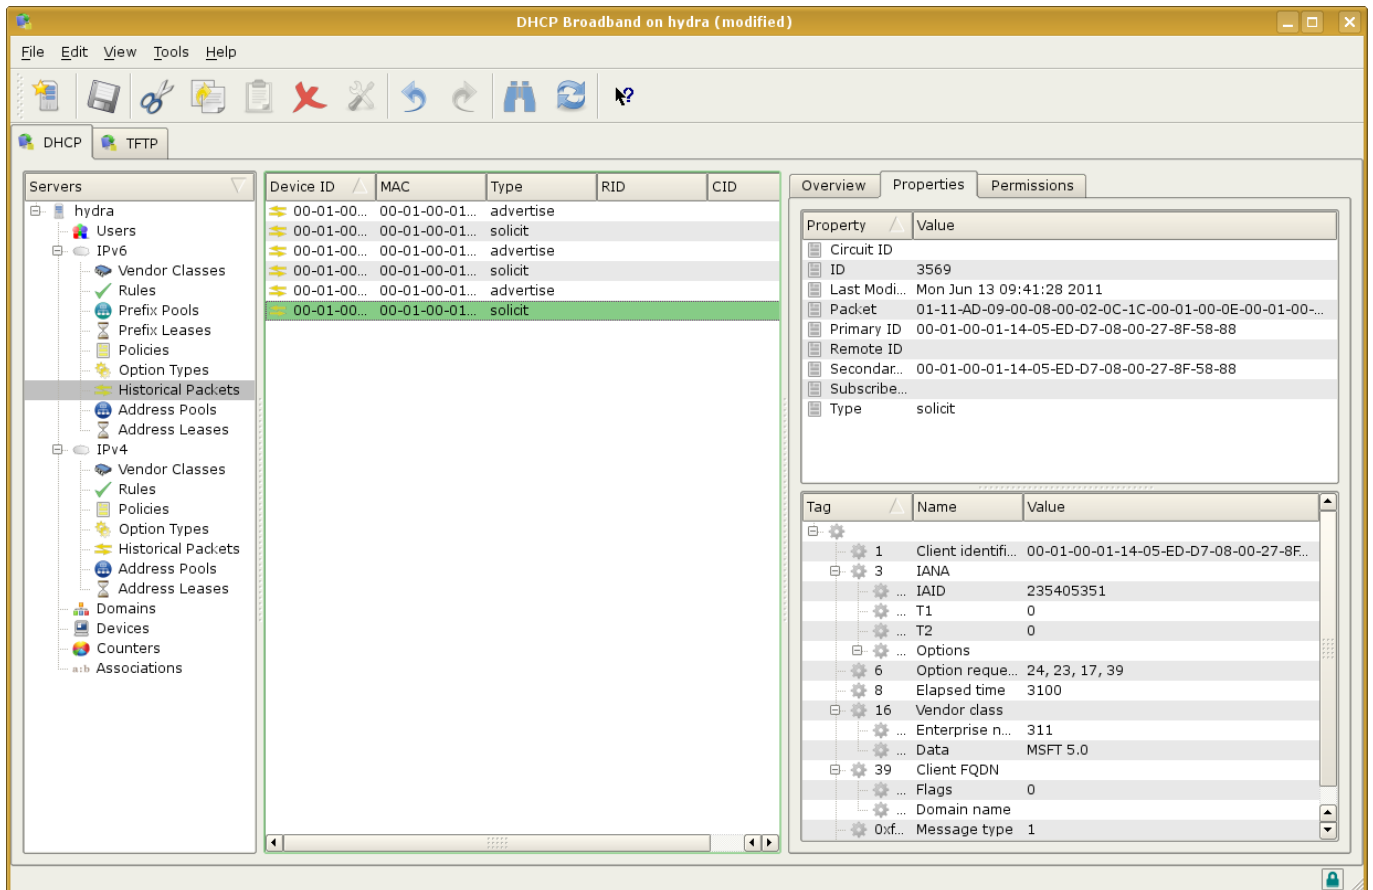 DHCP Broadband on hydra (modified)
File Edit View Tools Help
DHCP TFTP
Servers
hydra
Users
IPv6
Vendor Classes
Rules
Prefix Pools
Prefix Leases
Policies
Option Types
Historical Packets
Address Pools
Address Leases
IPv4
Vendor Classes
Rules
Policies
Option Types
Historical Packets
Address Pools
Address Leases
Domains
Devices
Counters
a:b Associations
Device ID MAC Type RID CID
00-01-00... 00-01-00-01... advertise
00-01-00... 00-01-00-01... solicit
00-01-00... 00-01-00-01... advertise
00-01-00... 00-01-00-01... solicit
00-01-00... 00-01-00-01... advertise
00-01-00... 00-01-00-01... solicit
Overview Properties Permissions
Property Value
Circuit ID
ID 3569
Last Modi... Mon Jun 13 09:41:28 2011
Packet 01-11-AD-09-00-08-00-02-0C-1C-00-01-00-0E-00-01-00-...
Primary ID 00-01-00-01-14-05-ED-D7-08-00-27-8F-58-88
Remote ID
Secondar... 00-01-00-01-14-05-ED-D7-08-00-27-8F-58-88
Subscribe...
Type solicit
Tag Name Value
1 Client identifi... 00-01-00-01-14-05-ED-D7-08-00-27-8F...
3 IANA
... IAID 235405351
... T1 0
... T2 0
... Options
6 Option reque... 24, 23, 17, 39
8 Elapsed time 3100
16 Vendor class
... Enterprise n... 311
... Data MSFT 5.0
39 Client FQDN
... Flags 0
... Domain name
0xf... Message type 1